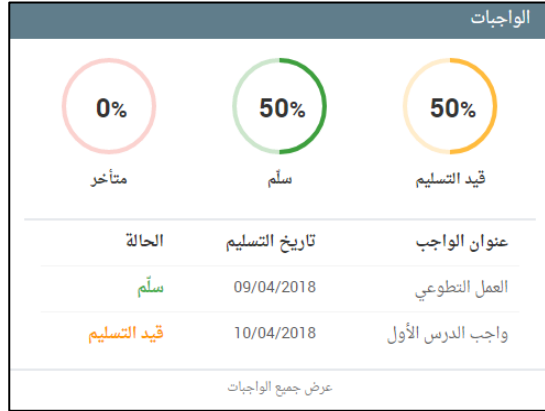 الواجبات
50% 50% 0%
قيد التسليم سلّم متأخر
عنوان الواجب تاريخ التسليم الحالة
العمل التطوعي 09/04/2018 سلّم
واجب الدرس الأول 10/04/2018 قيد التسليم
عرض جميع الواجبات